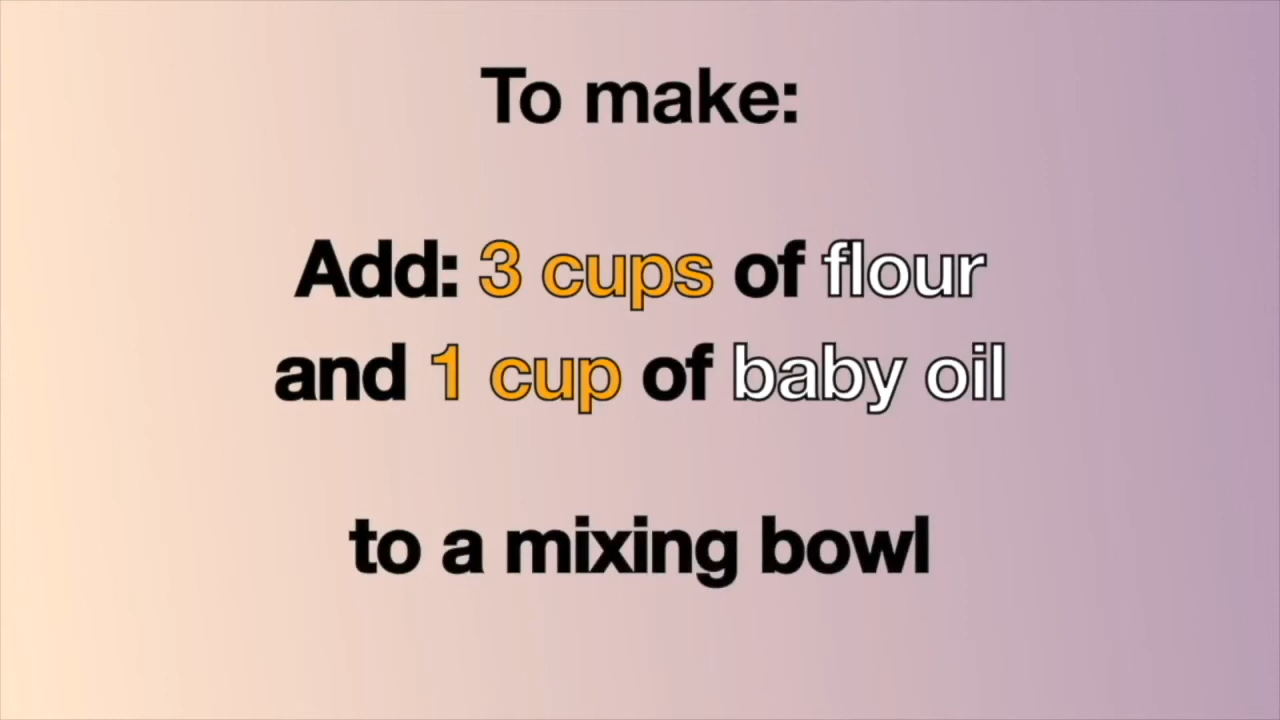 To make:
Add: 3 cups of flour
and 1 cup of baby oil
to a mixing bowl